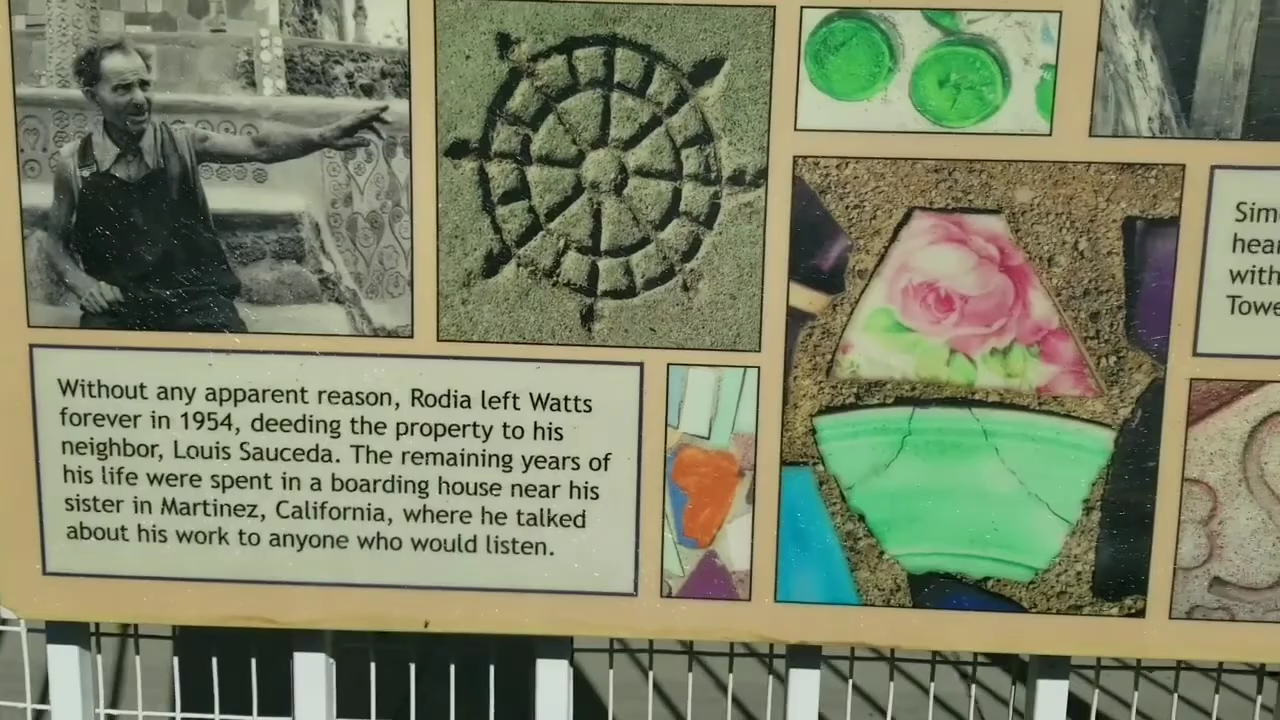 Without any apparent reason, Rodia left Watts
forever in 1954, deeding the property to his
neighbor, Louis Sauceda. The remaining years of
his life were spent in a boarding house near his
sister in Martinez, California, where he talked
about his work to anyone who would listen.